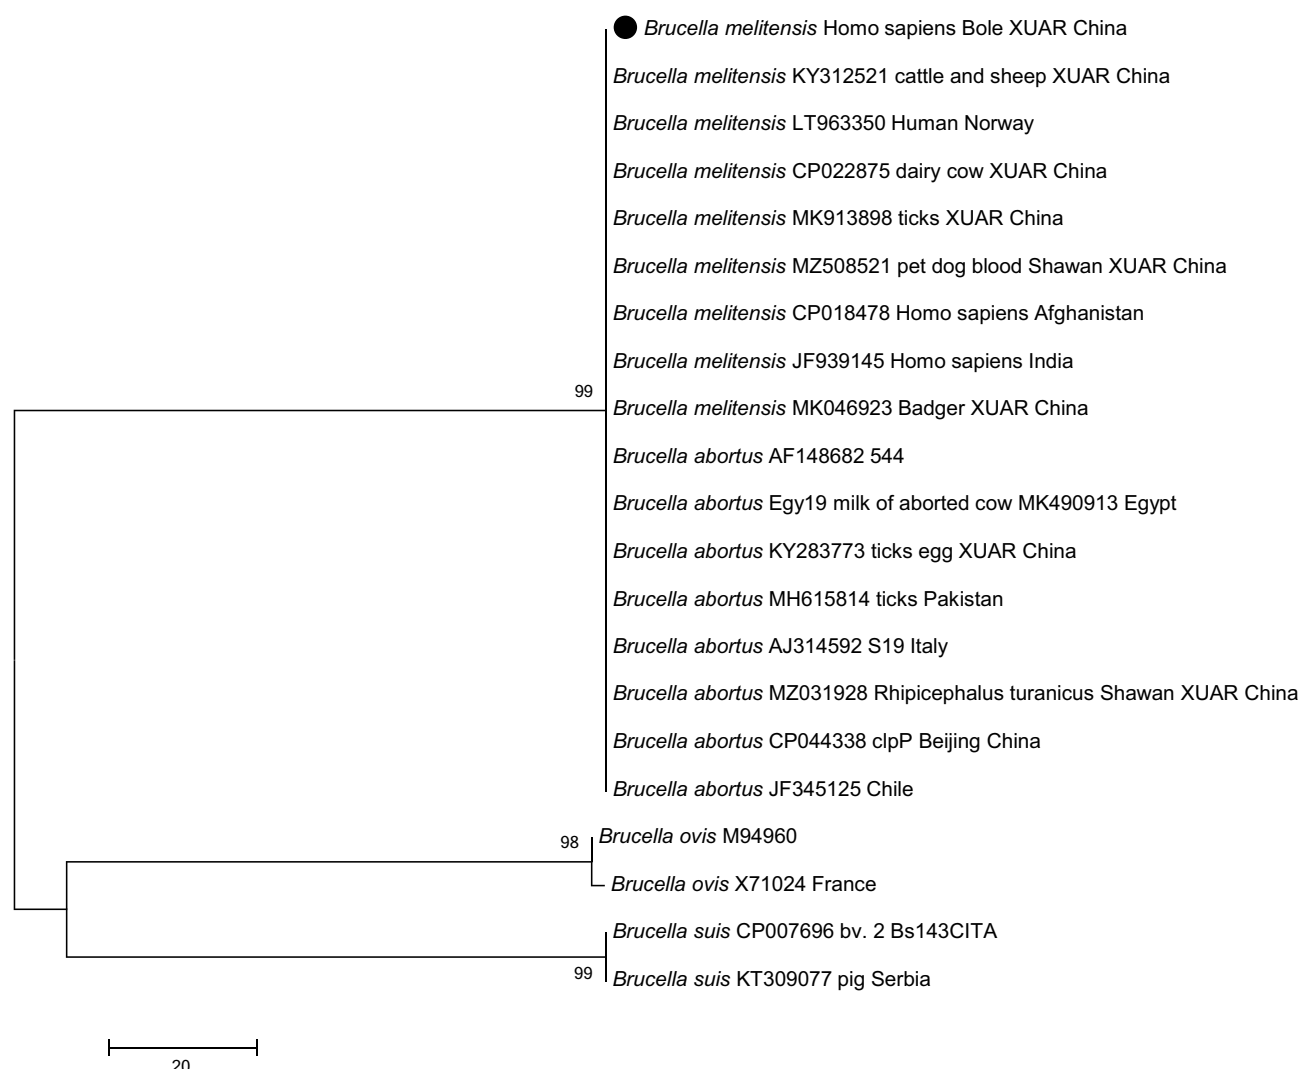 Brucella melitensis Homo sapiens Bole XUAR China
Brucella melitensis KY312521 cattle and sheep XUAR China
Brucella melitensis LT963350 Human Norway
Brucella melitensis CP022875 dairy cow XUAR China
Brucella melitensis MK913898 ticks XUAR China
Brucella melitensis MZ508521 pet dog blood Shawan XUAR China
Brucella melitensis CP018478 Homo sapiens Afghanistan
Brucella melitensis JF939145 Homo sapiens India
99
Brucella melitensis MK046923 Badger XUAR China
Brucella abortus AF148682 544
Brucella abortus Egy19 milk of aborted cow MK490913 Egypt
Brucella abortus KY283773 ticks egg XUAR China
Brucella abortus MH615814 ticks Pakistan
Brucella abortus AJ314592 S19 Italy
Brucella abortus MZ031928 Rhipicephalus turanicus Shawan XUAR China
Brucella abortus CP044338 clpP Beijing China
Brucella abortus JF345125 Chile
98
Brucella ovis M94960
Brucella ovis X71024 France
Brucella suis CP007696 bv. 2 Bs143CITA
99
Brucella suis KT309077 pig Serbia
20